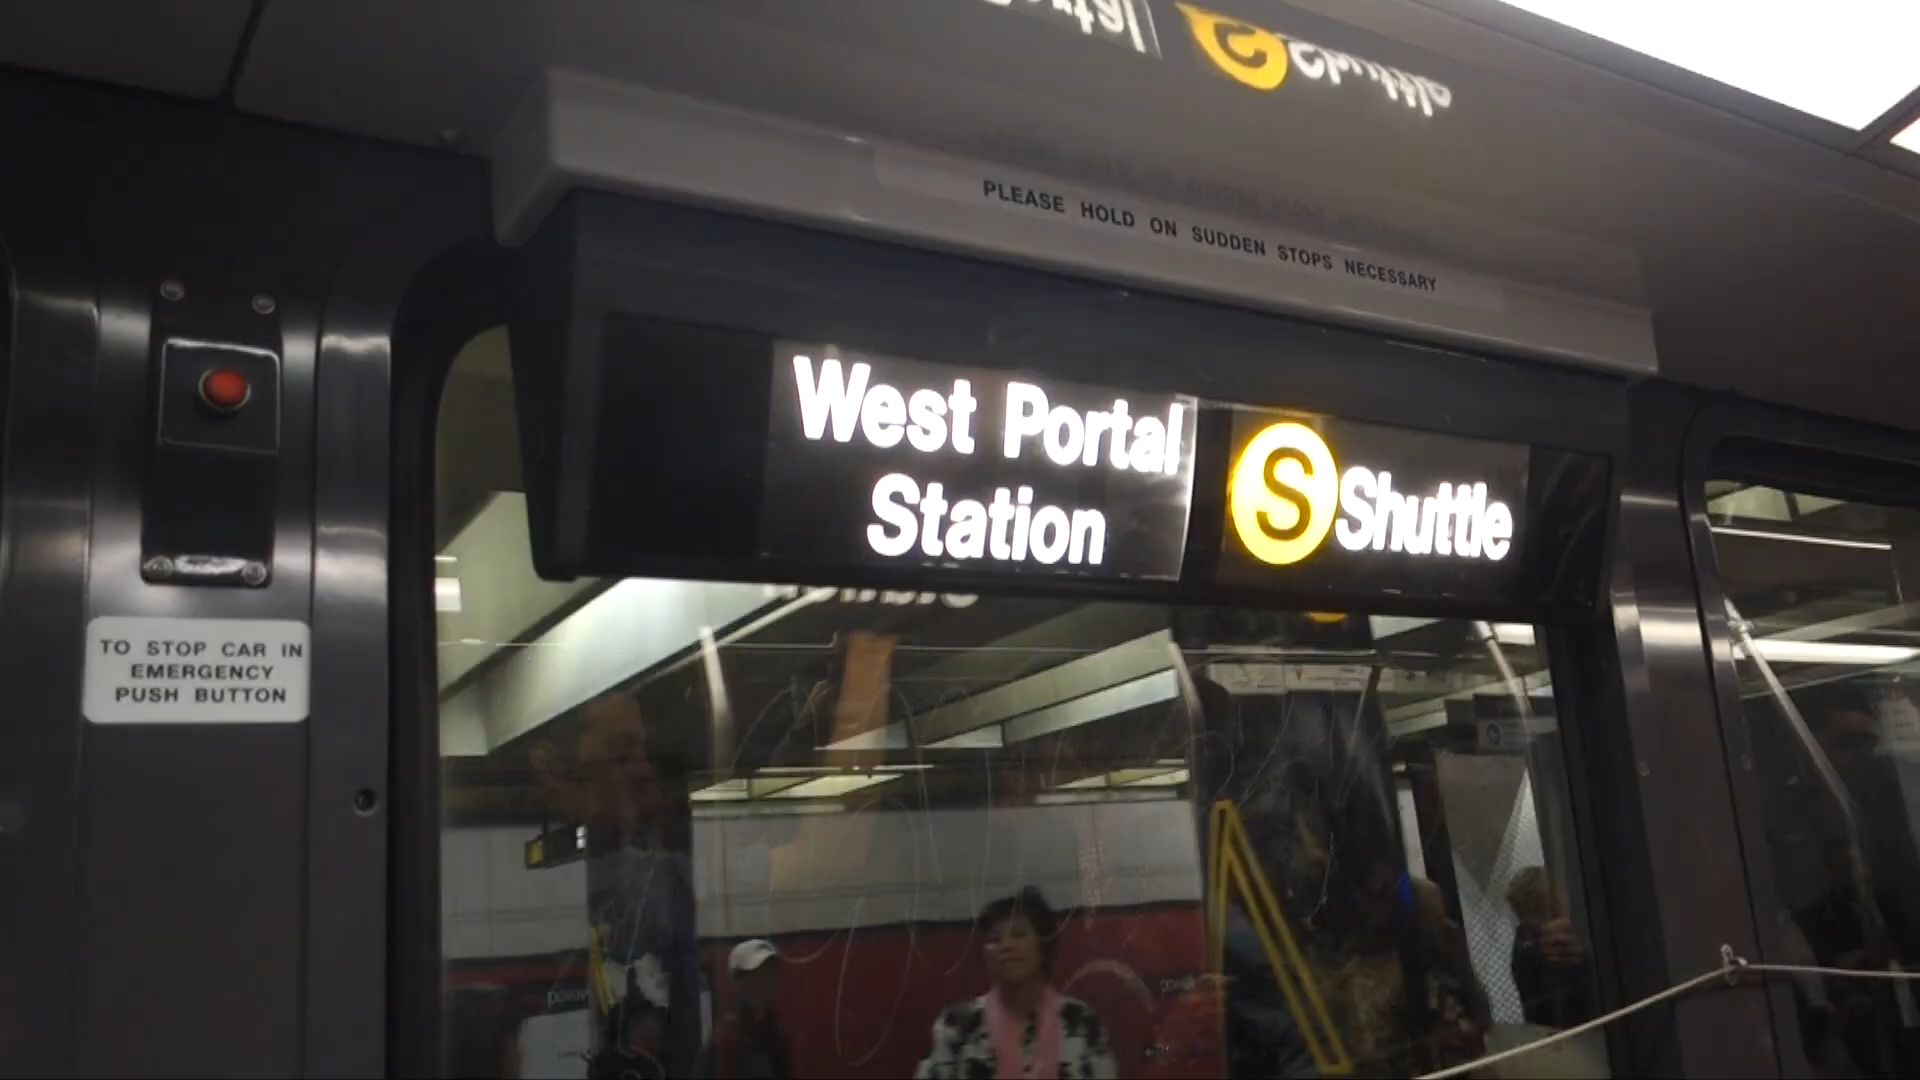 PLEASE HOLD ON SUDDEN STOPS NECESSARY
West Portal
Station
S Shuttle
TO STOP CAR IN
EMERGENCY
PUSH BUTTON